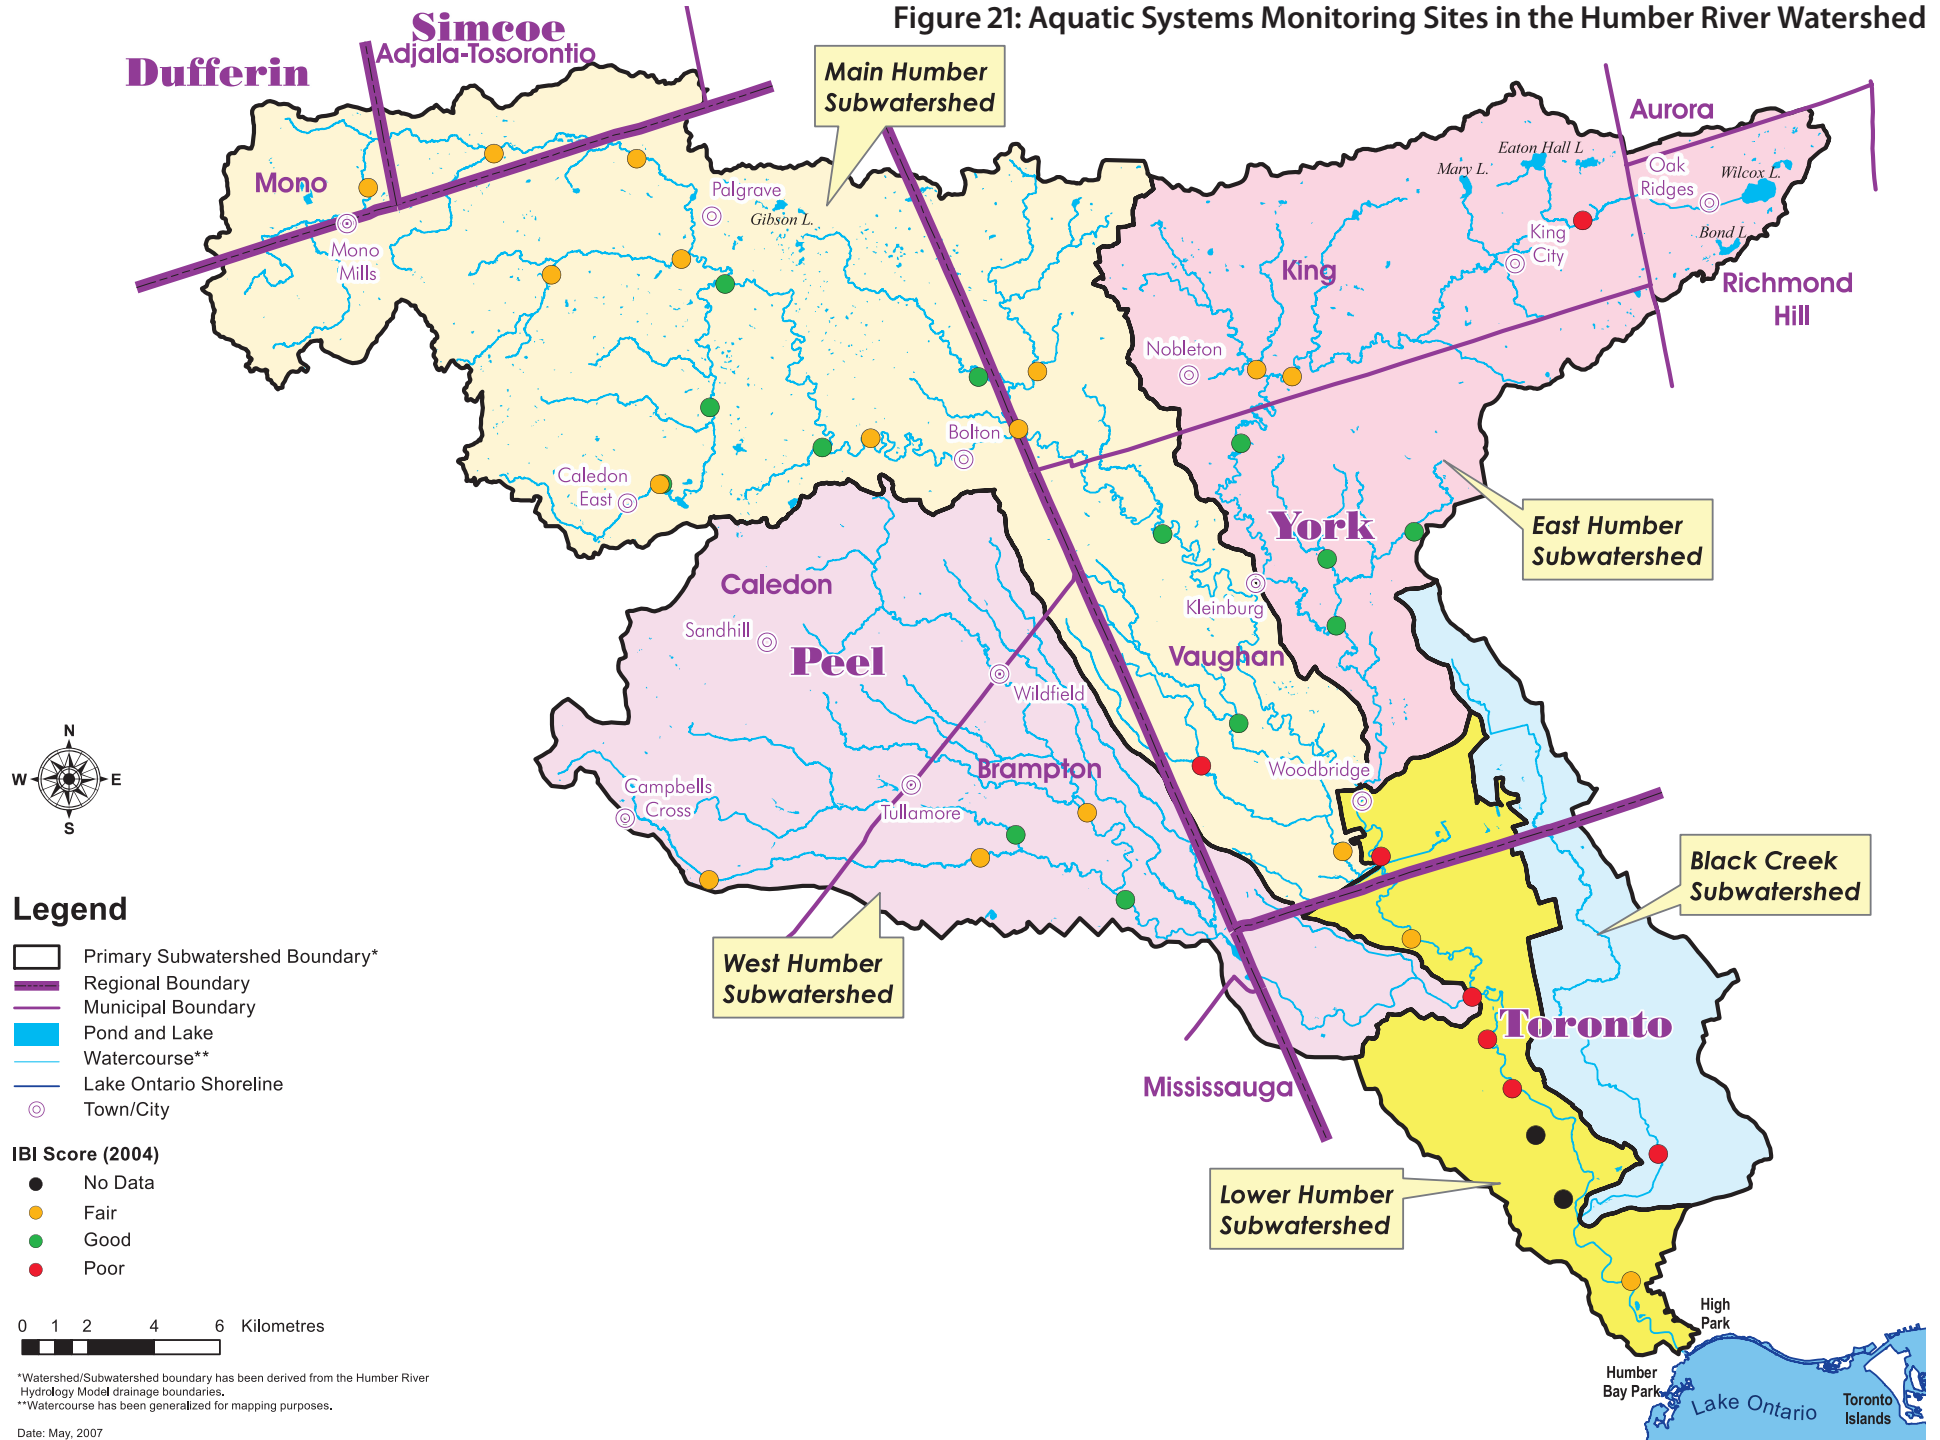 Figure 21: Aquatic Systems Monitoring Sites in the Humber River Watershed
Simcoe
Adjala-Tosorontio
Dufferin
Main Humber
Subwatershed
Aurora
Eaton Hall L
Mary L.
Oak
Ridges
Wilcox L.
Mono
Palgrave
Gibson L.
Mono
Mills
King
City
Bond L.
King
Richmond
Hill
Nobleton
Bolton
Caledon
East
York
East Humber
Subwatershed
Caledon
Kleinburg
Sandhill
Peel
Vaughan
Wildfield
Brampton
Woodbridge
Campbells
Cross
Tullamore
N
W
E
S
Black Creek
Subwatershed
West Humber
Subwatershed
Toronto
Mississauga
Lower Humber
Subwatershed
Legend
Primary Subwatershed Boundary*
Regional Boundary
Municipal Boundary
Pond and Lake
Watercourse**
Lake Ontario Shoreline
Town/City
IBI Score (2004)
No Data
Fair
Good
Poor
0 1 2 4 6 Kilometres
High
Park
Humber
Bay Park
Lake Ontario
Toronto
Islands
*Watershed/Subwatershed boundary has been derived from the Humber River
Hydrology Model drainage boundaries.
**Watercourse has been generalized for mapping purposes.
Date: May, 2007